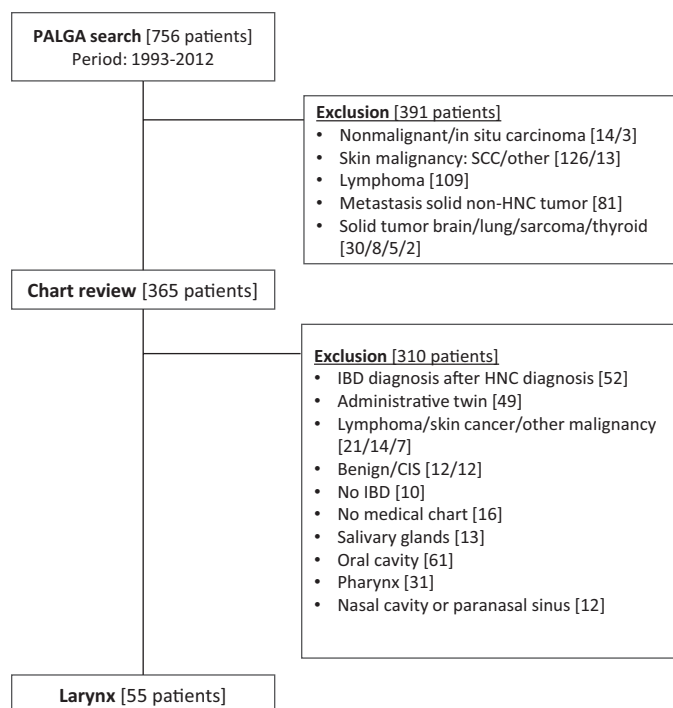 PALGA search [756 patients]
Period: 1993-2012
Exclusion [391 patients]
• Nonmalignant/in situ carcinoma [14/3]
• Skin malignancy: SCC/other [126/13]
• Lymphoma [109]
• Metastasis solid non-HNC tumor [81]
• Solid tumor brain/lung/sarcoma/thyroid
[30/8/5/2]
Chart review [365 patients]
Exclusion [310 patients]
• IBD diagnosis after HNC diagnosis [52]
• Administrative twin [49]
• Lymphoma/skin cancer/other malignancy
[21/14/7]
• Benign/CIS [12/12]
• No IBD [10]
• No medical chart [16]
• Salivary glands [13]
• Oral cavity [61]
• Pharynx [31]
• Nasal cavity or paranasal sinus [12]
Larynx [55 patients]